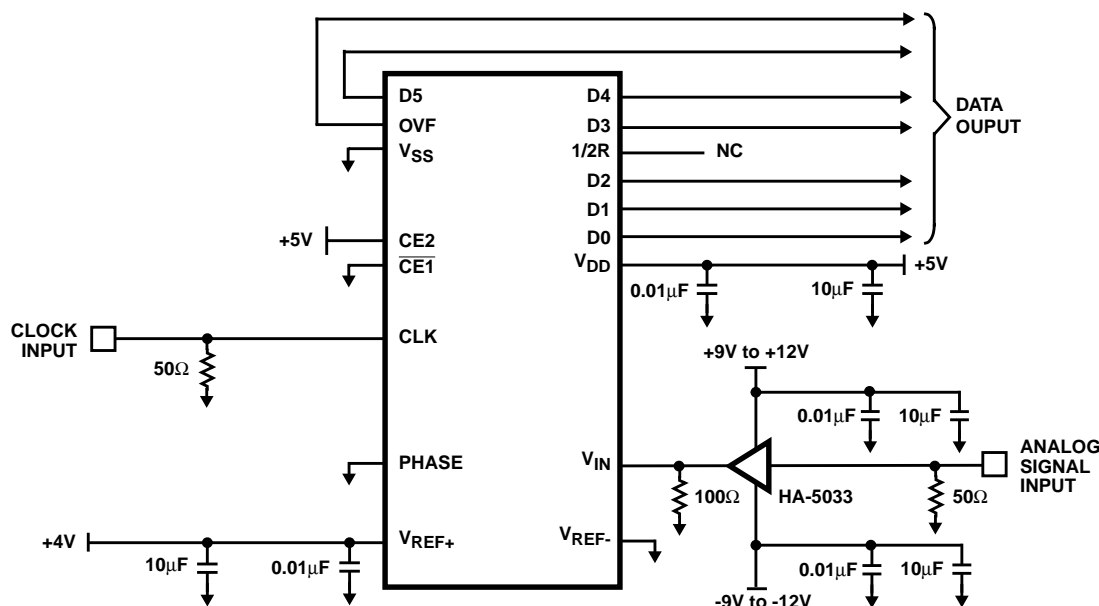 D5
OVF
VSS
CE2
CE1
CLK
PHASE
VREF+
D4
D3
1/2R
D2
D1
D0
VDD
VIN
VREF-
NC
DATA
OUPUT
+5V
+5V
0.01μF
10μF
CLOCK
INPUT
50Ω
+9V to +12V
0.01μF
10μF
ANALOG
SIGNAL
INPUT
100Ω
HA-5033
50Ω
+4V
10μF
0.01μF
0.01μF
10μF
-9V to -12V